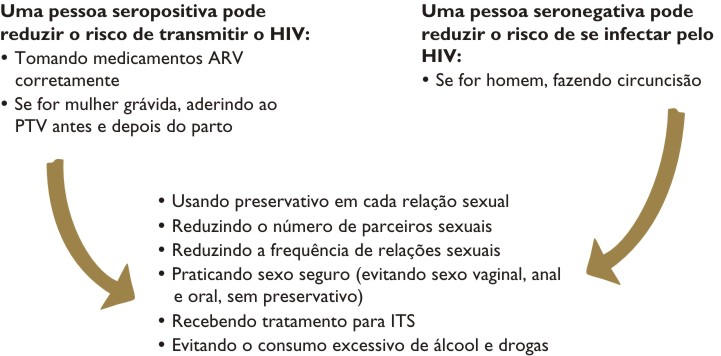 Uma pessoa seropositiva pode
reduzir o risco de transmitir o HIV:
• Tomando medicamentos ARV
corretamente
• Se for mulher grávida, aderindo ao
PTV antes e depois do parto
Uma pessoa seronegativa pode
reduzir o risco de se infectar pelo
HIV:
• Se for homem, fazendo circuncisão
• Usando preservativo em cada relação sexual
• Reduzindo o número de parceiros sexuais
• Reduzindo a frequência de relações sexuais
• Praticando sexo seguro (evitando sexo vaginal, anal
e oral, sem preservativo)
• Recebendo tratamento para ITS
• Evitando o consumo excessivo de álcool e drogas